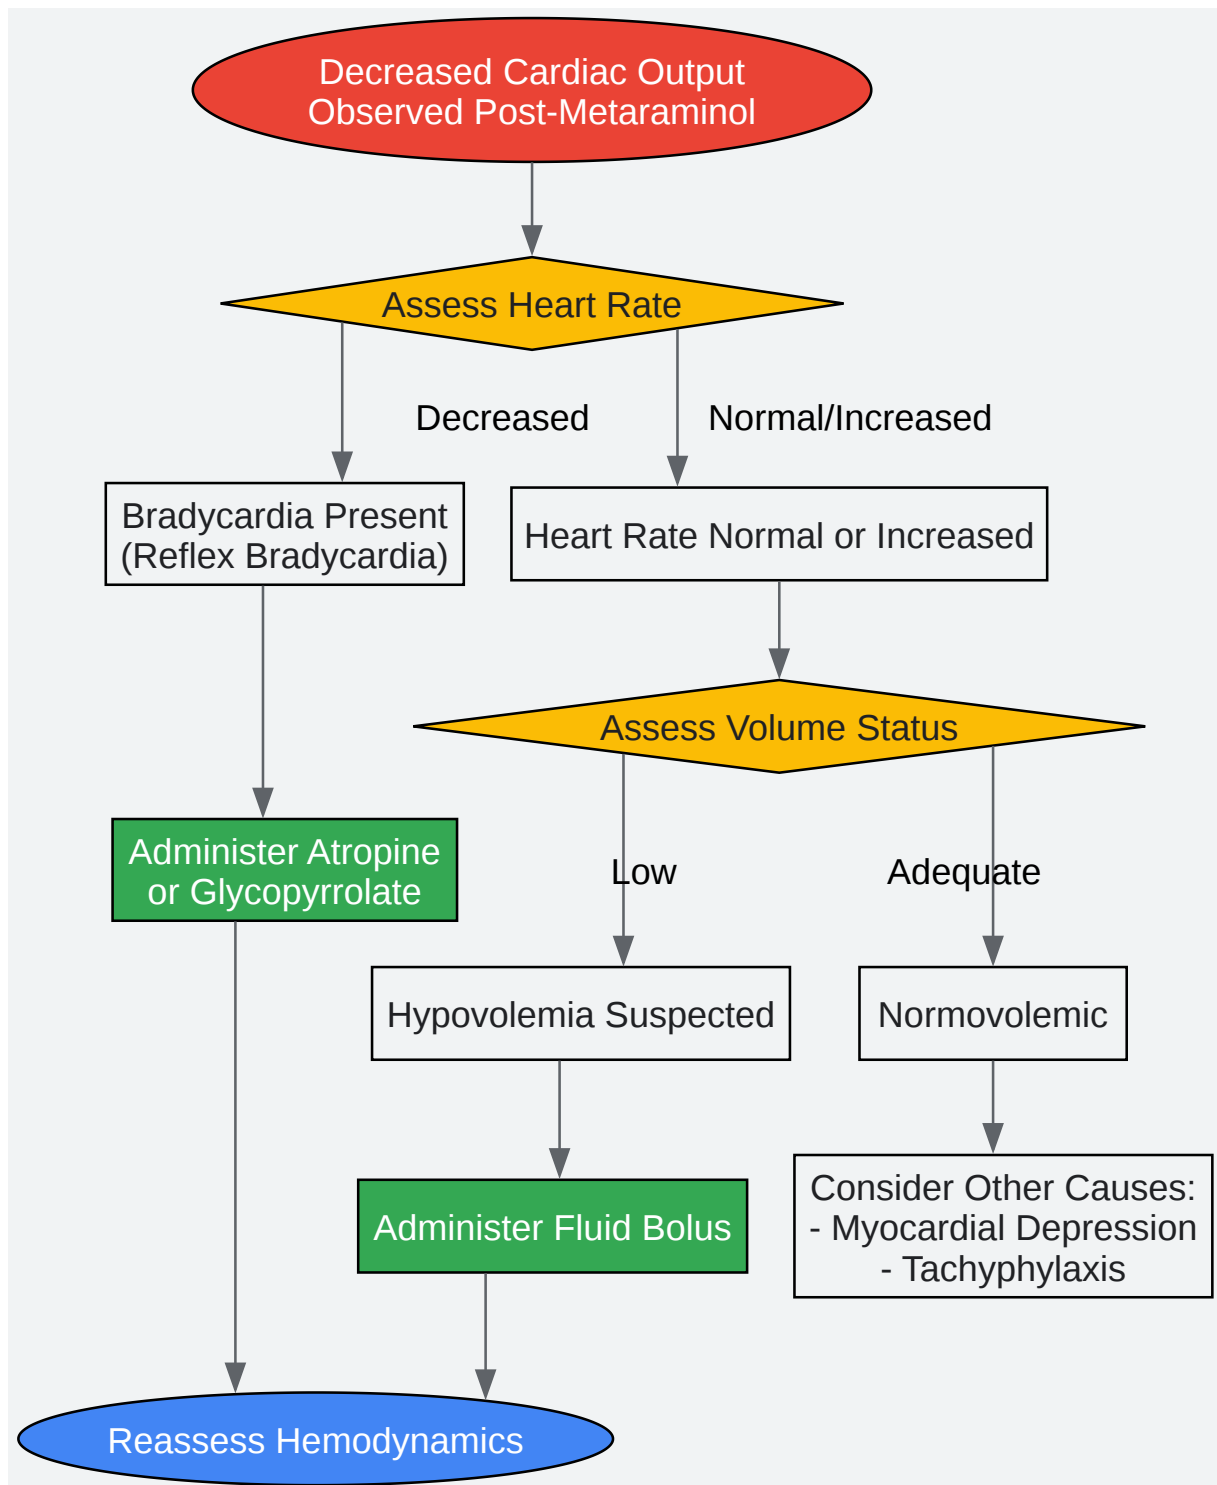 Decreased Cardiac Output
Observed Post-Metaraminol
Assess Heart Rate
Decreased
Normal/Increased
Bradycardia Present
(Reflex Bradycardia)
Heart Rate Normal or Increased
Assess Volume Status
Administer Atropine
or Glycopyrrolate
Low
Adequate
Hypovolemia Suspected
Normovolemic
Administer Fluid Bolus
Consider Other Causes:
- Myocardial Depression
- Tachyphylaxis
Reassess Hemodynamics